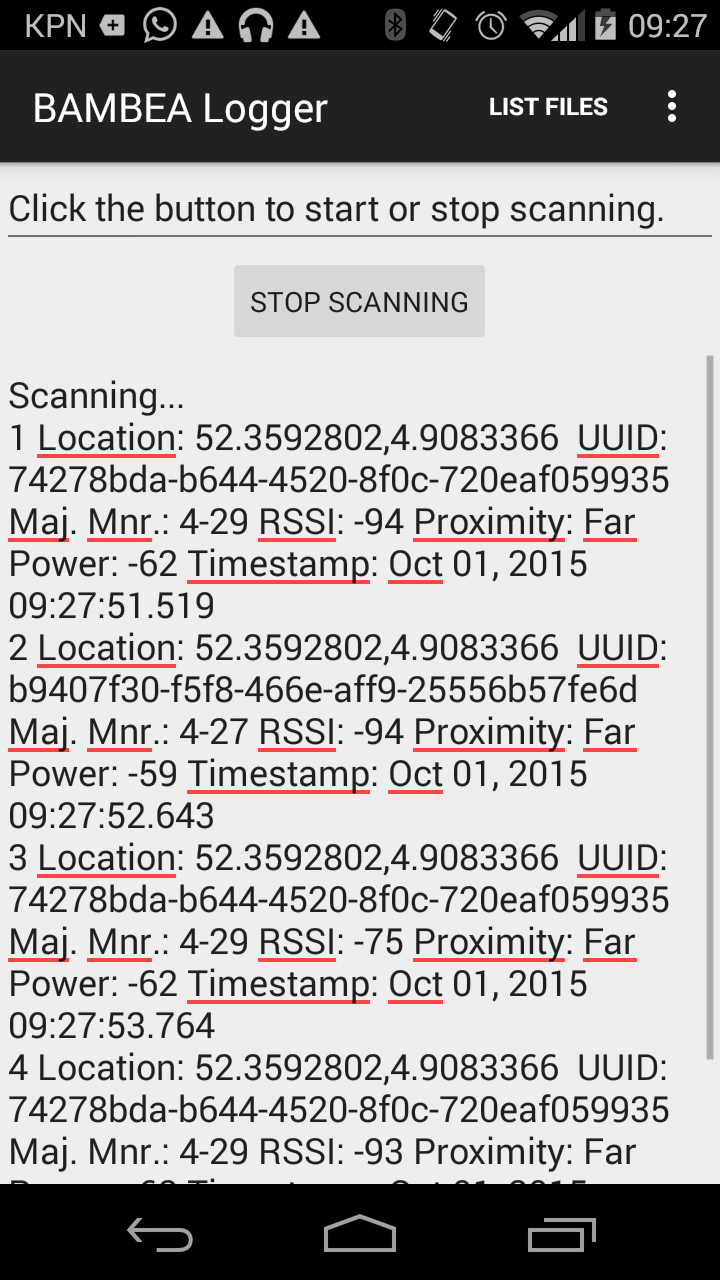 KPN 09:27
BAMBEA Logger LIST FILES
Click the button to start or stop scanning.
STOP SCANNING
Scanning...
1 Location: 52.3592802,4.9083366  UUID:
74278bda-b644-4520-8f0c-720eaf059935
Maj. Mnr.: 4-29 RSSI: -94 Proximity: Far
Power: -62 Timestamp: Oct 01, 2015
09:27:51.519
2 Location: 52.3592802,4.9083366  UUID:
b9407f30-f5f8-466e-aff9-25556b57fe6d
Maj. Mnr.: 4-27 RSSI: -94 Proximity: Far
Power: -59 Timestamp: Oct 01, 2015
09:27:52.643
3 Location: 52.3592802,4.9083366  UUID:
74278bda-b644-4520-8f0c-720eaf059935
Maj. Mnr.: 4-29 RSSI: -75 Proximity: Far
Power: -62 Timestamp: Oct 01, 2015
09:27:53.764
4 Location: 52.3592802,4.9083366  UUID:
74278bda-b644-4520-8f0c-720eaf059935
Maj. Mnr.: 4-29 RSSI: -93 Proximity: Far